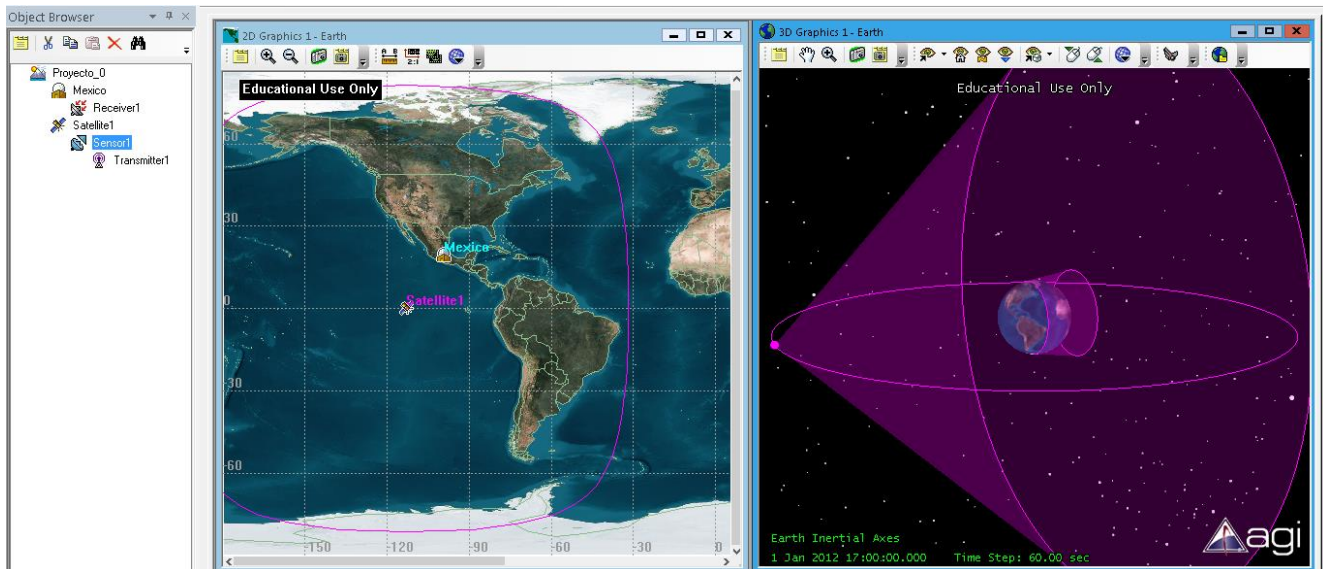 Object Browser
Proyecto_0
Mexico
Receiver1
Satellite1
Sensor1
Transmitter1
2D Graphics 1 - Earth
Educational Use Only
60
30
Mexico
0
Satellite1
-30
-60
-150
-120
-90
-60
-30
0
3D Graphics 1 - Earth
Educational Use Only
Earth Inertial Axes
1 Jan 2012 17:00:00.000 Time Step: 60.00 sec
agi